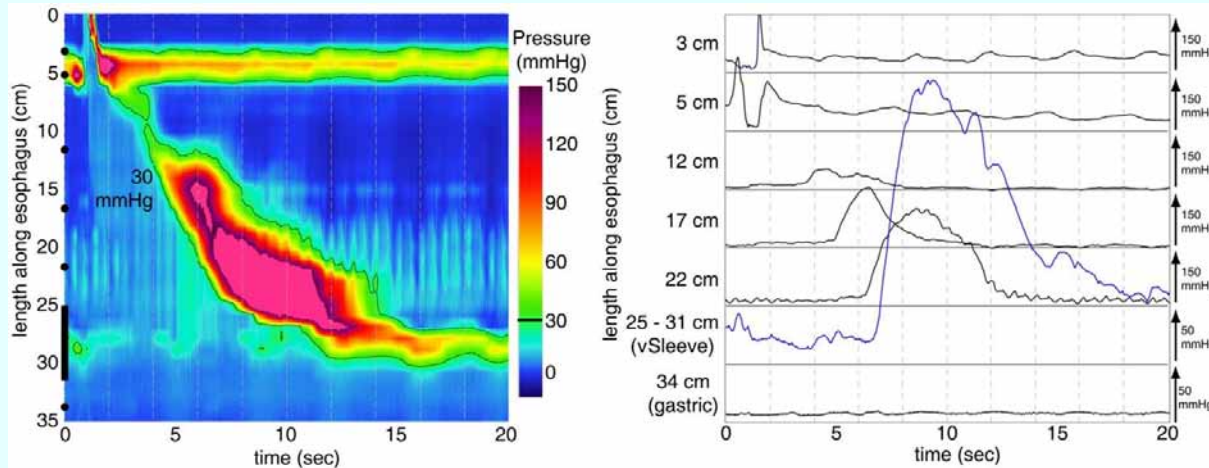 0
5
10
15
20
25
30
35
length along esophagus (cm)
30
mmHg
0 5 10 15 20
time (sec)
Pressure
(mmHg)
150
120
90
60
30
0
length along esophagus (cm)
3 cm
5 cm
12 cm
17 cm
22 cm
25 - 31 cm
(vSleeve)
34 cm
(gastric)
150
mmHg
150
mmHg
150
mmHg
150
mmHg
150
mmHg
50
mmHg
50
mmHg
0 5 10 15 20
time (sec)